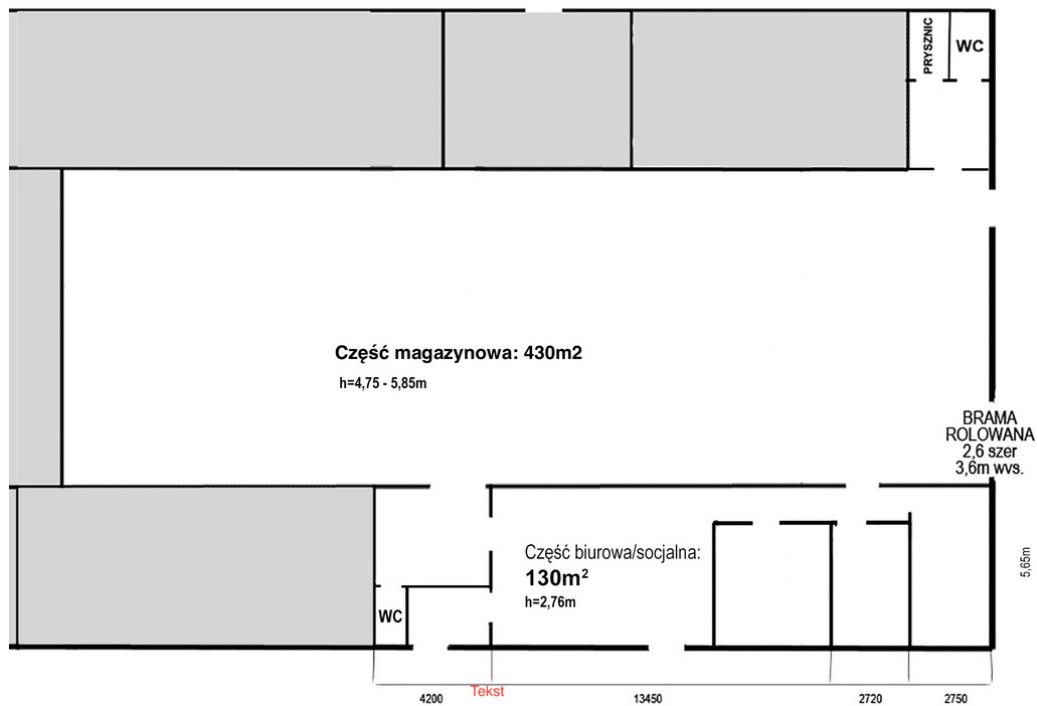 PRYSZNIC
WC
Część magazynowa: 430m2
h=4,75 - 5,85m
BRAMA
ROLOWANA
2,6 szer
3,6m wys.
Część biurowa/socjalna:
130m²
h=2,76m
5,65m
WC
4200
Tekst
13450
2720
2750